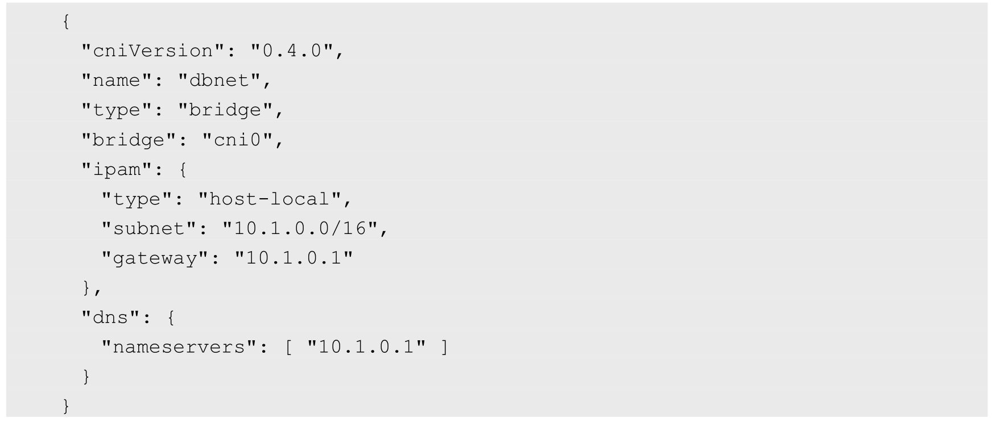 {
  "cniVersion": "0.4.0",
  "name": "dbnet",
  "type": "bridge",
  "bridge": "cni0",
  "ipam": {
    "type": "host-local",
    "subnet": "10.1.0.0/16",
    "gateway": "10.1.0.1"
  },
  "dns": {
    "nameservers": [ "10.1.0.1" ]
  }
}